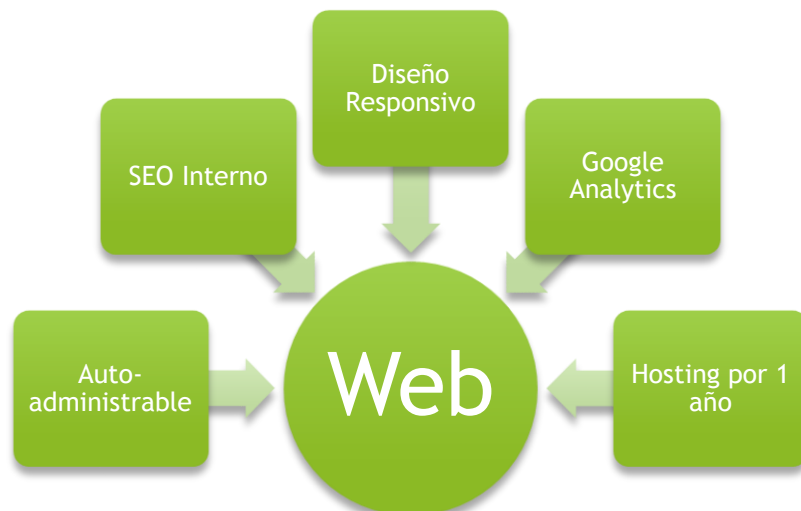 Diseño
Responsivo
SEO Interno
Google
Analytics
Auto-
administrable
Web
Hosting por 1
año